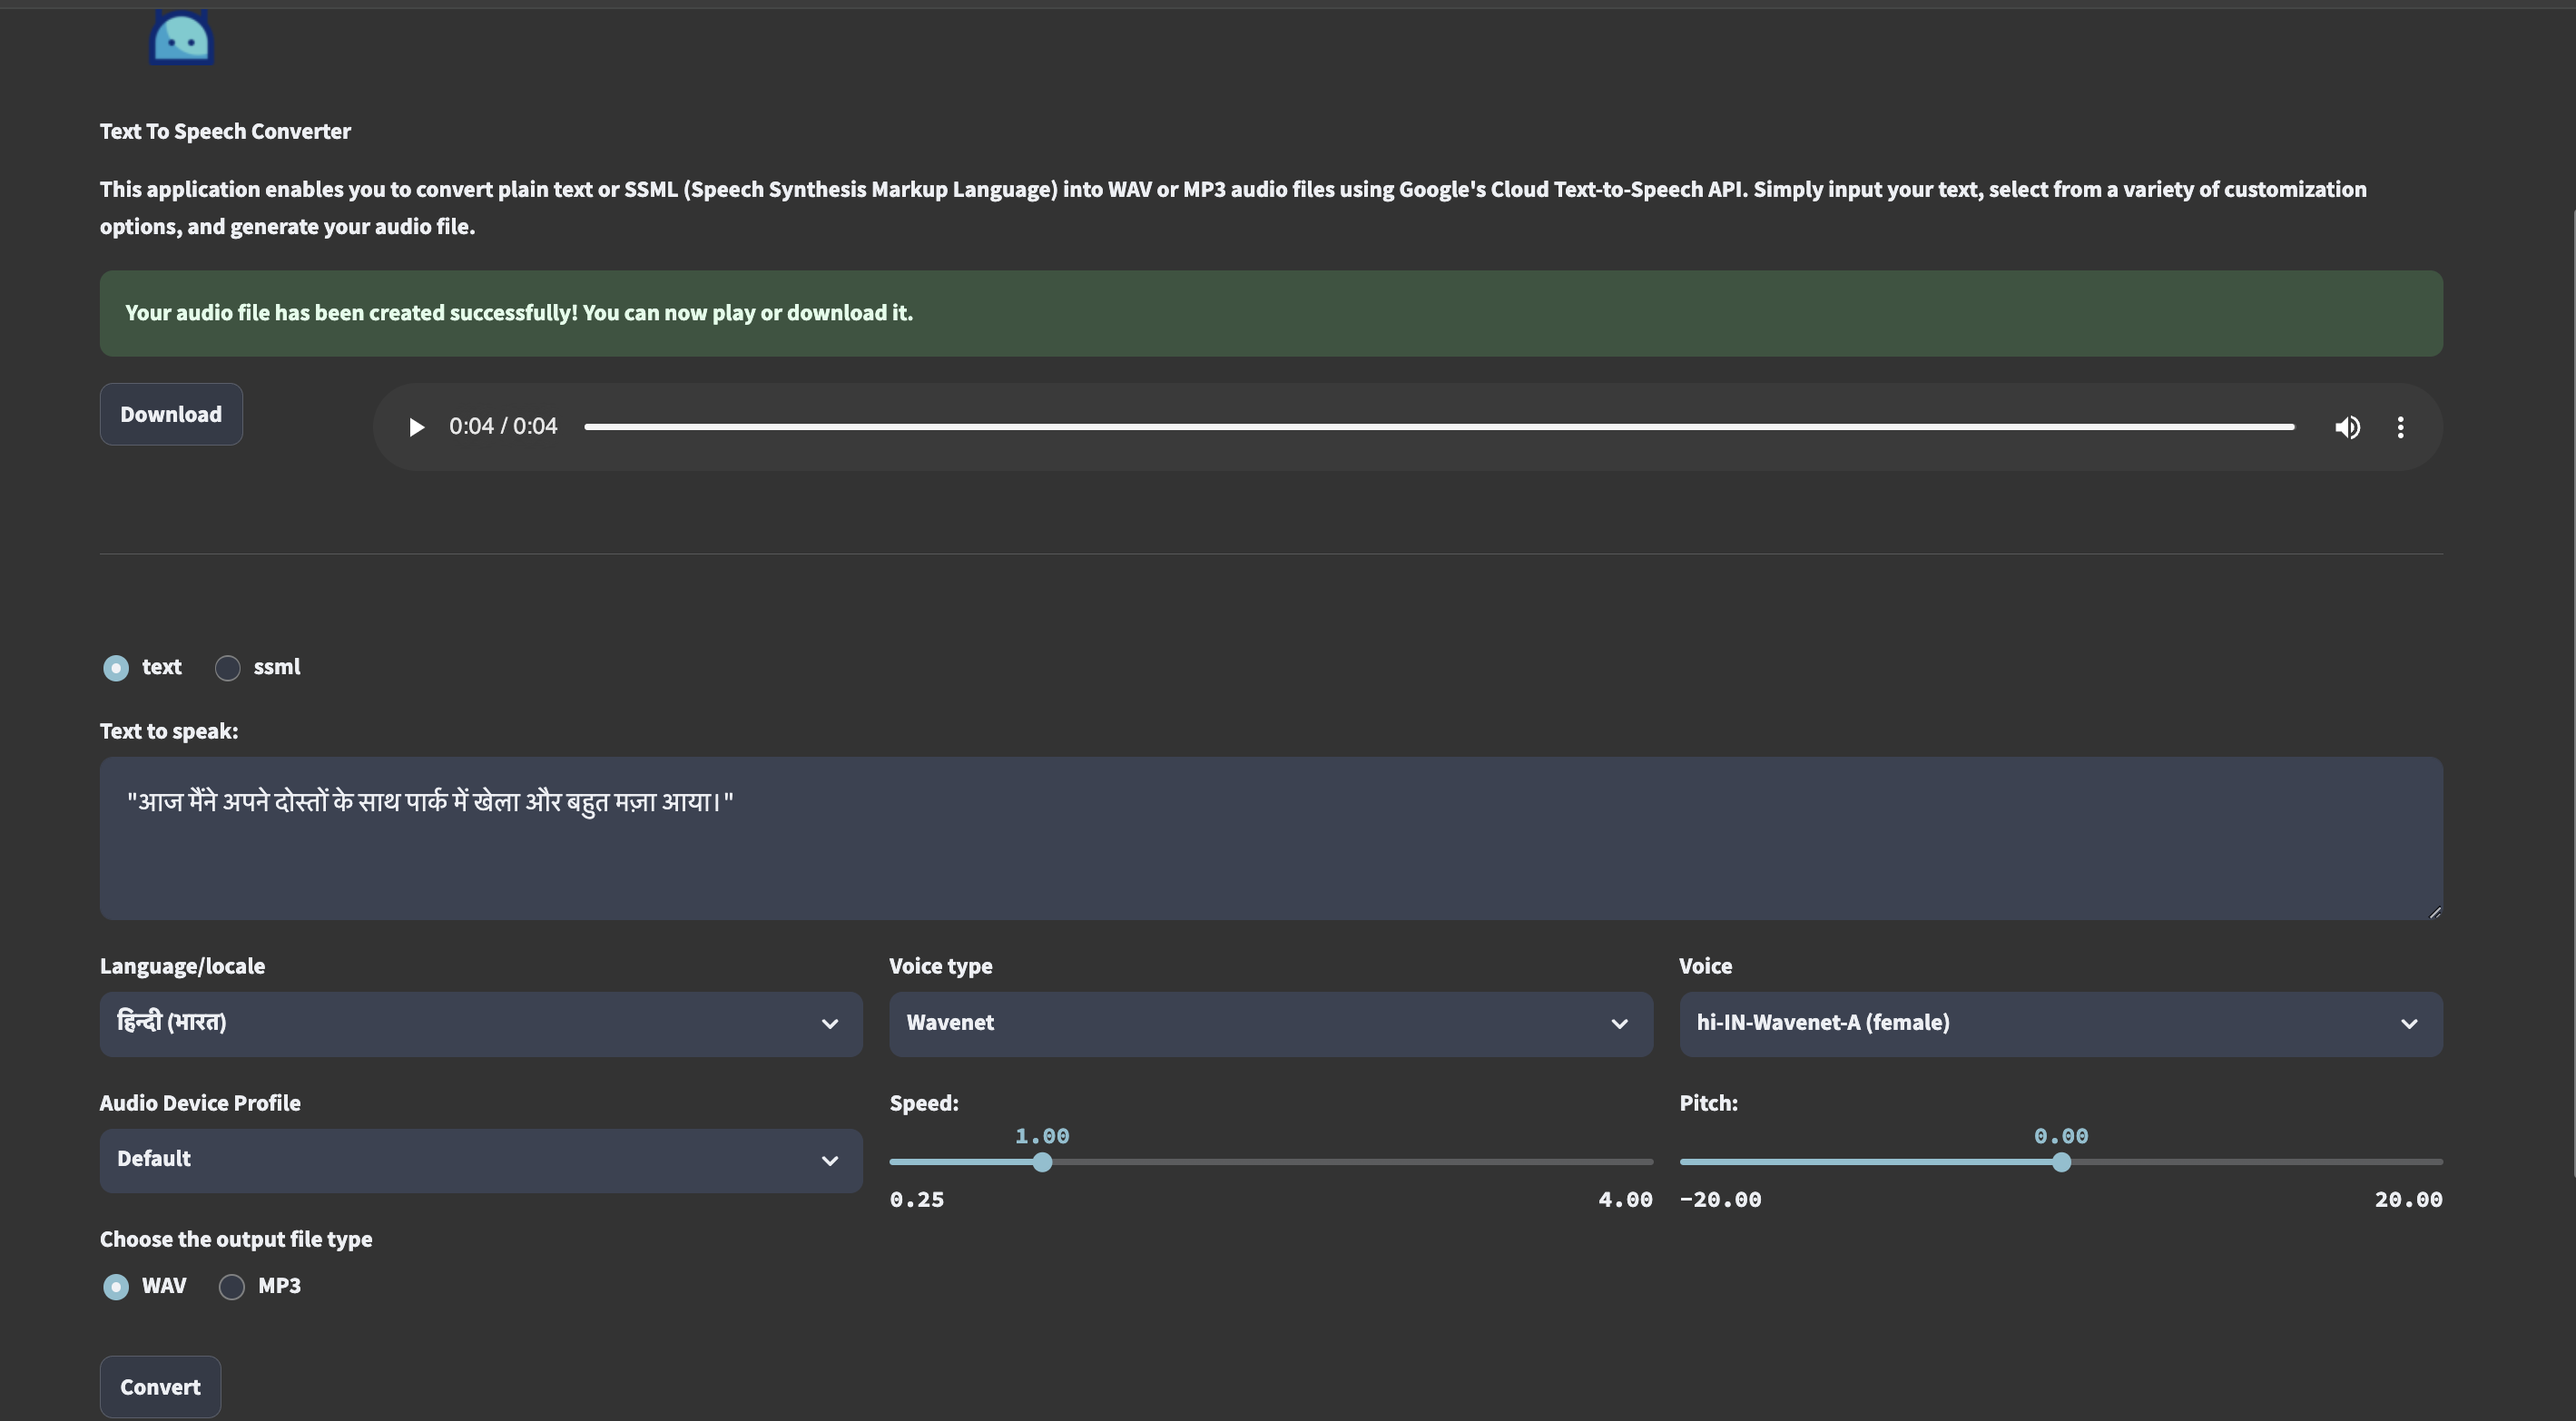 Text To Speech Converter
This application enables you to convert plain text or SSML (Speech Synthesis Markup Language) into WAV or MP3 audio files using Google's Cloud Text-to-Speech API. Simply input your text, select from a variety of customization
options, and generate your audio file.
Your audio file has been created successfully! You can now play or download it.
Download
0:04 / 0:04
text ssml
Text to speak:
"आज मैंने अपने दोस्तों के साथ पार्क में खेला और बहुत मज़ा आया।"
Language/locale Voice type Voice
हिन्दी (भारत) Wavenet hi-IN-Wavenet-A (female)
Audio Device Profile Speed: Pitch:
1.00 0.00
Default
0.25 4.00 −20.00 20.00
Choose the output file type
WAV MP3
Convert